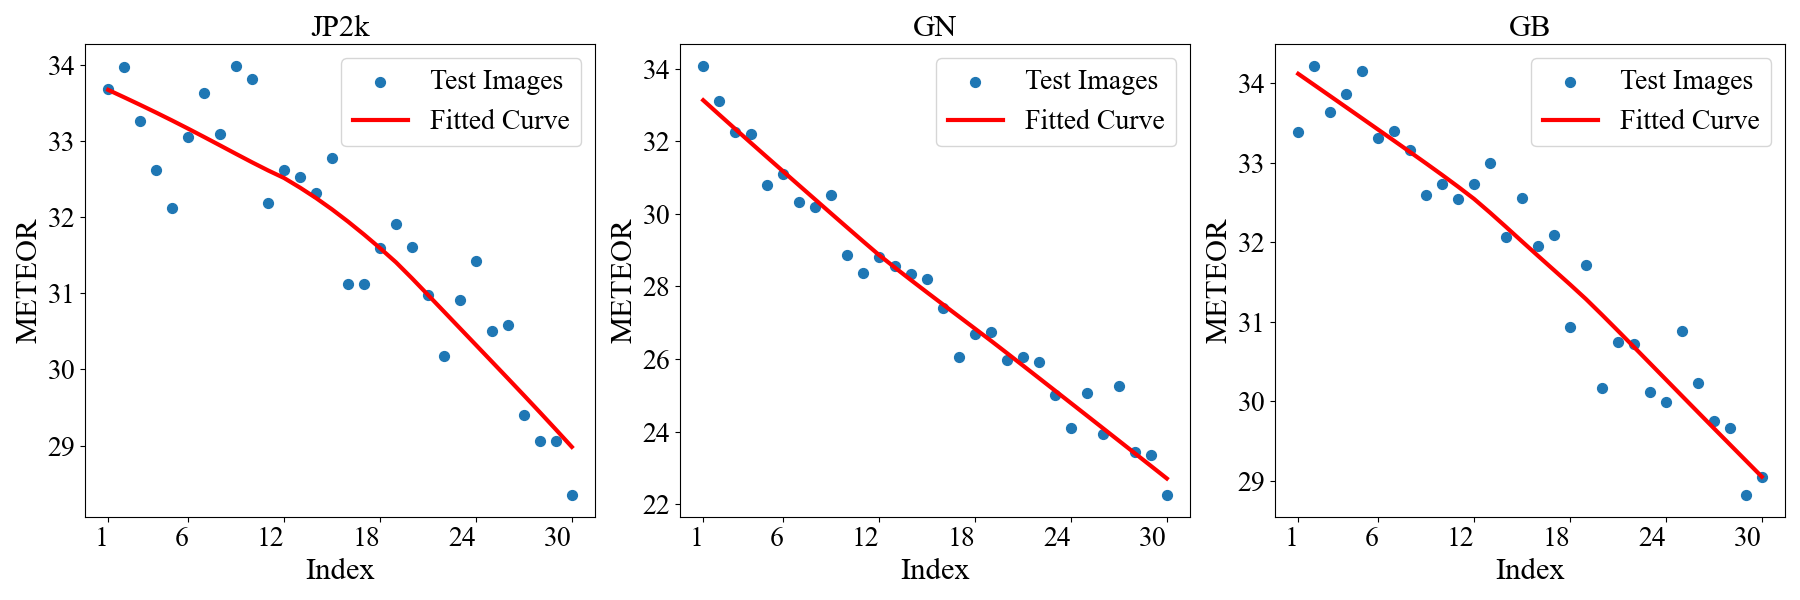 JP2k
34
33
32
31
30
29
METEOR
1 6 12 18 24 30
Index
Test Images
Fitted Curve
GN
34
32
30
28
26
24
22
METEOR
1 6 12 18 24 30
Index
Test Images
Fitted Curve
GB
34
33
32
31
30
29
METEOR
1 6 12 18 24 30
Index
Test Images
Fitted Curve